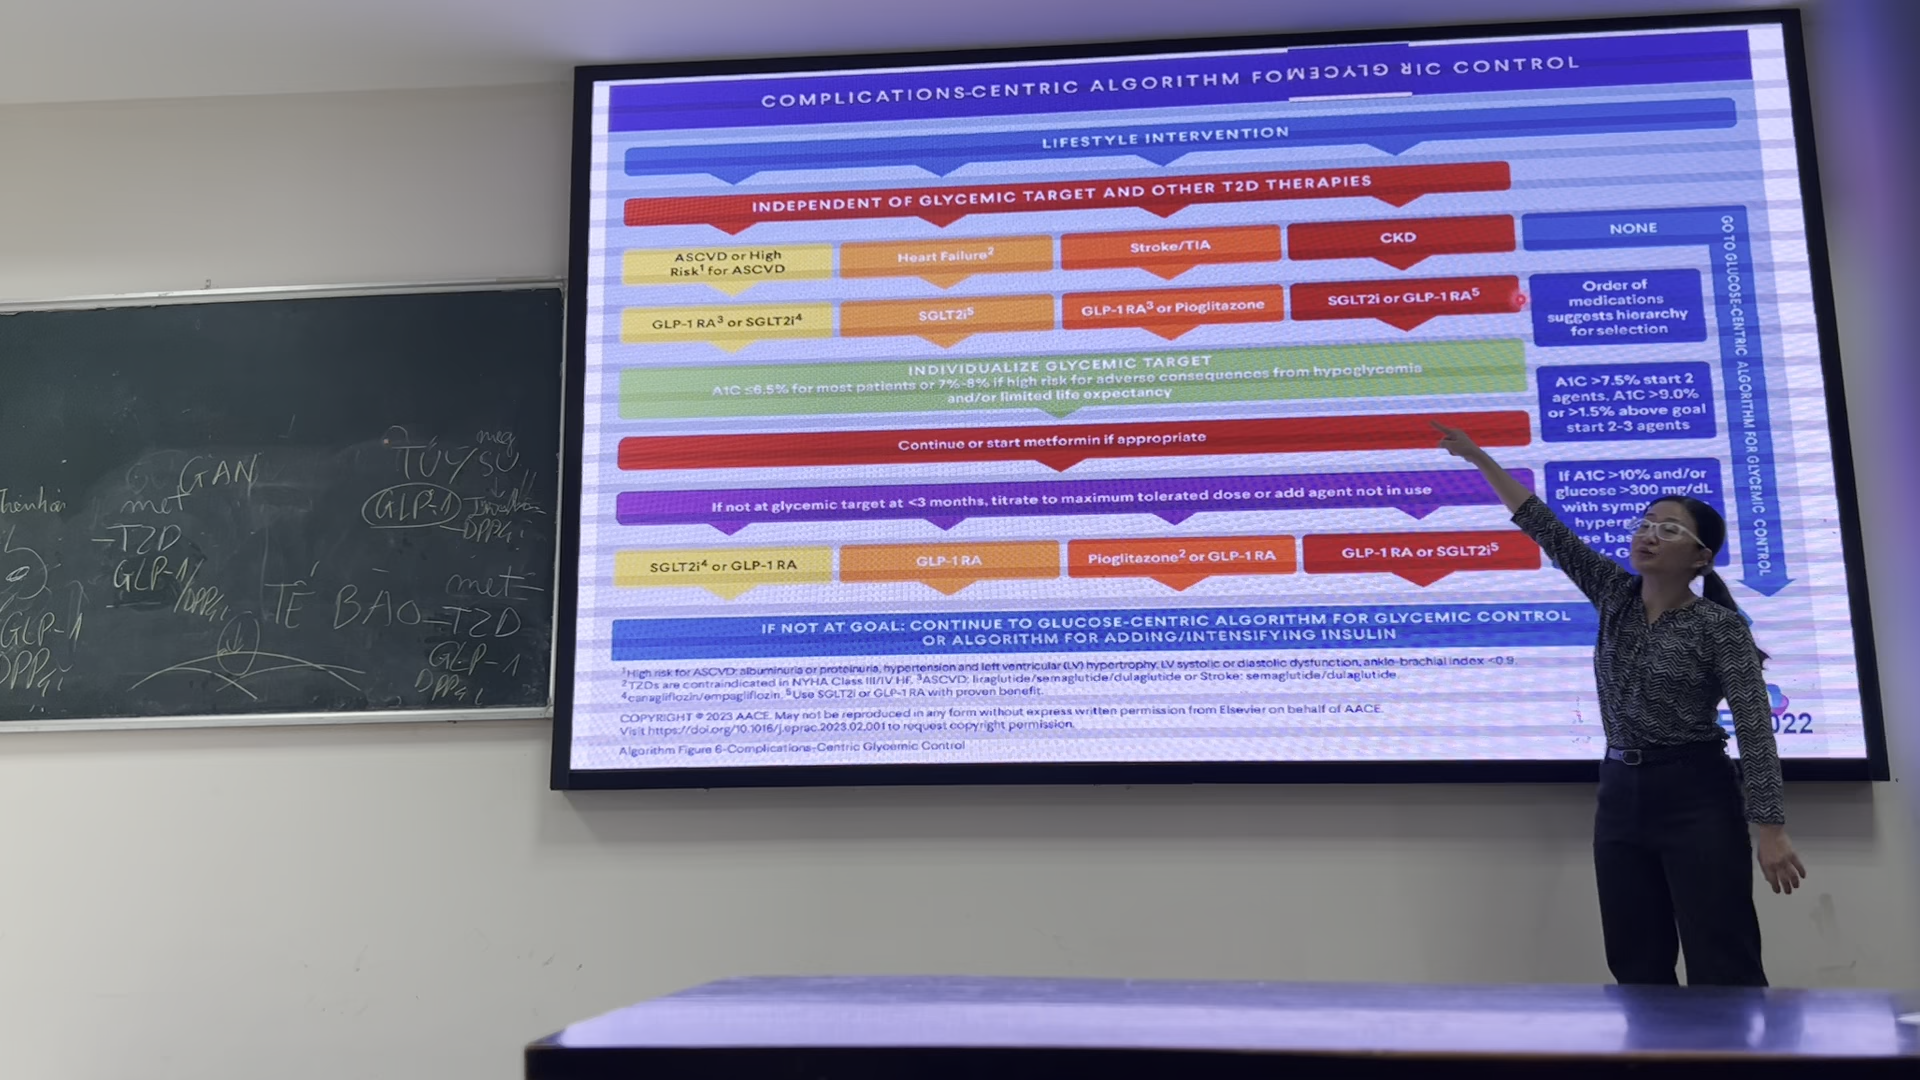 COMPLICATIONS-CENTRIC ALGORITHM FOR GLYCEMIC CONTROL
LIFESTYLE INTERVENTION
INDEPENDENT OF GLYCEMIC TARGET AND OTHER T2D THERAPIES
ASCVD or High
Risk¹ for ASCVD
Heart Failure²
Stroke/TIA
CKD
NONE
GLP-1 RA³ or SGLT2i⁴
SGLT2i⁵
GLP-1 RA³ or Pioglitazone
SGLT2i or GLP-1 RA⁵
Order of
medications
suggests hierarchy
for selection
INDIVIDUALIZE GLYCEMIC TARGET
A1C ≤6.5% for most patients or 7%-8% if high risk for adverse consequences from hypoglycemia
and/or limited life expectancy
A1C >7.5% start 2
agents. A1C >9.0%
or >1.5% above goal
start 2-3 agents
Continue or start metformin if appropriate
If not at glycemic target at <3 months, titrate to maximum tolerated dose or add agent not in use
If A1C >10% and/or
glucose >300 mg/dL
with symp
hyperg
se bas
- G
SGLT2i⁴ or GLP-1 RA
GLP-1 RA
Pioglitazone² or GLP-1 RA
GLP-1 RA or SGLT2i⁵
GO TO GLUCOSE-CENTRIC ALGORITHM FOR GLYCEMIC CONTROL
IF NOT AT GOAL: CONTINUE TO GLUCOSE-CENTRIC ALGORITHM FOR GLYCEMIC CONTROL
OR ALGORITHM FOR ADDING/INTENSIFYING INSULIN
¹High risk for ASCVD: albuminuria or proteinuria, hypertension and left ventricular (LV) hypertrophy, LV systolic or diastolic dysfunction, ankle-brachial index <0.9.
²TZDs are contraindicated in NYHA Class III/IV HF. ³ASCVD: liraglutide/semaglutide/dulaglutide or Stroke: semaglutide/dulaglutide.
⁴canagliflozin/empagliflozin. ⁵Use SGLT2i or GLP-1 RA with proven benefit.
COPYRIGHT © 2023 AACE. May not be reproduced in any form without express written permission from Elsevier on behalf of AACE.
Visit https://doi.org/10.1016/j.eprac.2023.02.001 to request copyright permission.
Algorithm Figure 6-Complications-Centric Glycemic Control
022
GAN
met
-TZD
GLP-1/DPP4i
TỤY
GLP-1
DPP4i
TẾ BÀO
met
-TZD
GLP-1
DPP4i
GLP-1
DPP4i